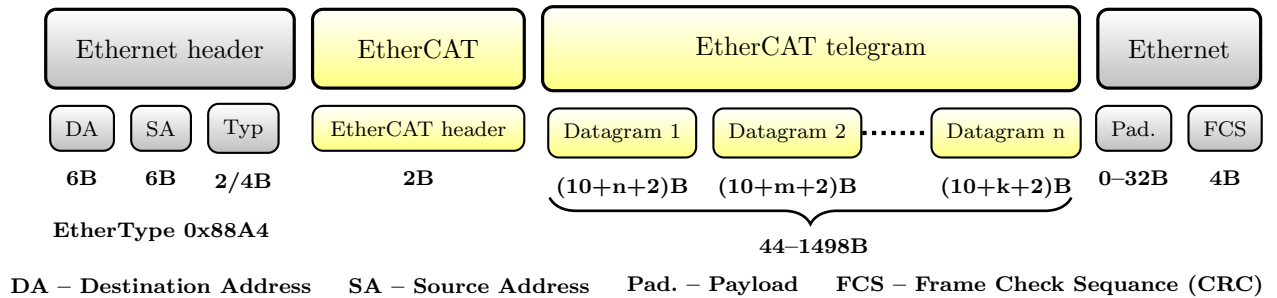 Ethernet header EtherCAT EtherCAT telegram Ethernet
DA SA Typ EtherCAT header Datagram 1 Datagram 2 Datagram n Pad. FCS
6B 6B 2/4B 2B (10+n+2)B (10+m+2)B (10+k+2)B 0–32B 4B
EtherType 0x88A4
44–1498B
DA – Destination Address SA – Source Address Pad. – Payload FCS – Frame Check Sequance (CRC)